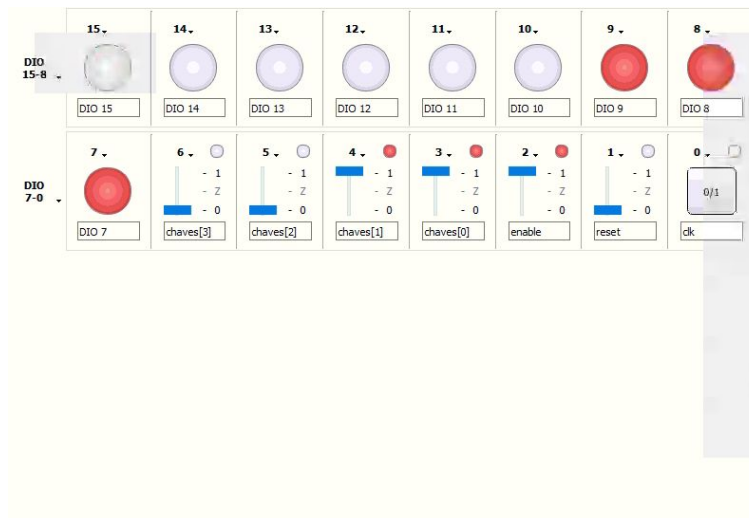 15 14 13 12 11 10 9 8
DIO
15-8
DIO 15 DIO 14 DIO 13 DIO 12 DIO 11 DIO 10 DIO 9 DIO 8
7 6 5 4 3 2 1 0
- 1 - 1 - 1 - 1 - 1 - 1
DIO
7-0
- Z - Z - Z - Z - Z - Z 0/1
- 0 - 0 - 0 - 0 - 0 - 0
DIO 7 chaves[3] chaves[2] chaves[1] chaves[0] enable reset clk